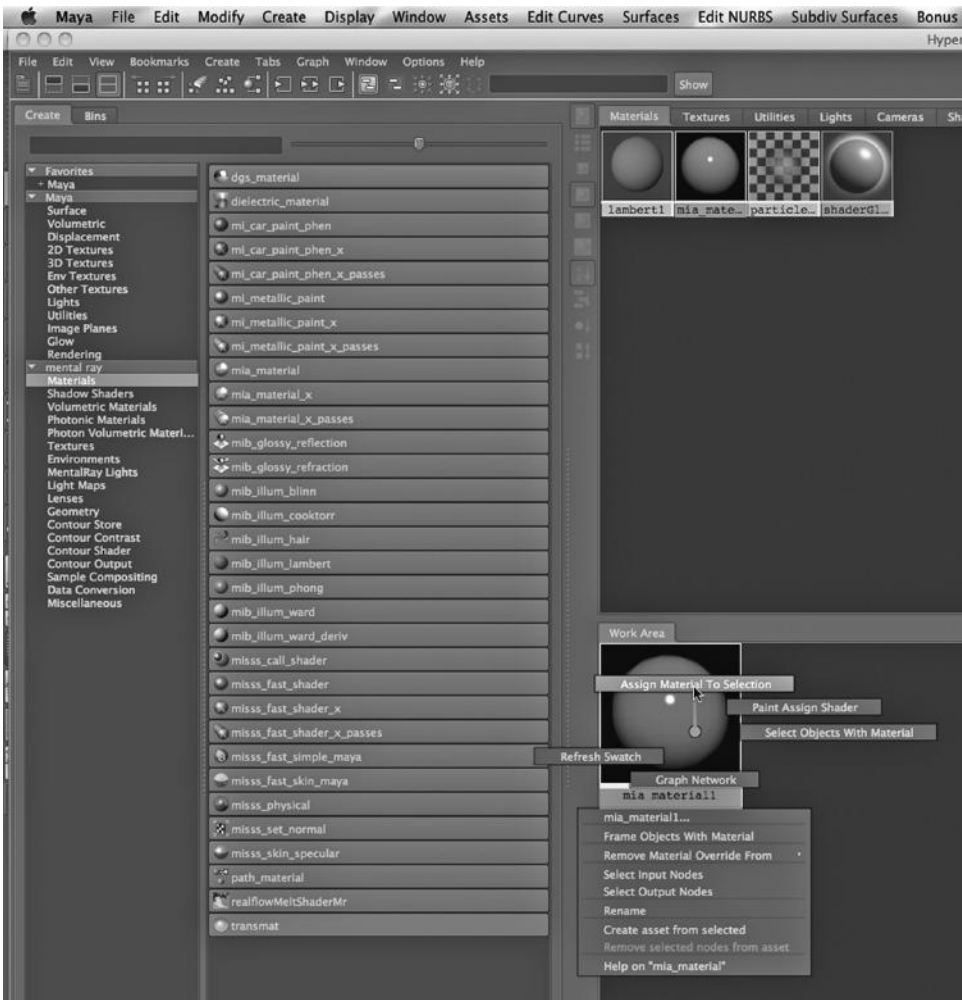 Maya File Edit Modify Create Display Window Assets Edit Curves Surfaces Edit NURBS Subdiv Surfaces Bonus
Hyper
File Edit View Bookmarks Create Tabs Graph Window Options Help
Show
Create Bins
Favorites
+ Maya
Maya
Surface
Volumetric
Displacement
2D Textures
3D Textures
Env Textures
Other Textures
Lights
Utilities
Image Planes
Glow
Rendering
mental ray
Materials
Shadow Shaders
Volumetric Materials
Photonic Materials
Photon Volumetric Materi...
Textures
Environments
MentalRay Lights
Light Maps
Lenses
Geometry
Contour Store
Contour Contrast
Contour Shader
Contour Output
Sample Compositing
Data Conversion
Miscellaneous
dgs_material
dielectric_material
mi_car_paint_phen
mi_car_paint_phen_x
mi_car_paint_phen_x_passes
mi_metallic_paint
mi_metallic_paint_x
mi_metallic_paint_x_passes
mia_material
mia_material_x
mia_material_x_passes
mib_glossy_reflection
mib_glossy_refraction
mib_illum_blinn
mib_illum_cooktorr
mib_illum_hair
mib_illum_lambert
mib_illum_phong
mib_illum_ward
mib_illum_ward_deriv
misss_call_shader
misss_fast_shader
misss_fast_shader_x
misss_fast_shader_x_passes
misss_fast_simple_maya
misss_fast_skin_maya
misss_physical
misss_set_normal
misss_skin_specular
path_material
realflowMeltShaderMr
transmat
Materials Textures Utilities Lights Cameras Sh
lambert1 mia_mate… particle… shaderGl…
Work Area
Assign Material To Selection
Paint Assign Shader
Select Objects With Material
Refresh Swatch
Graph Network
mia material1
mia_material1...
Frame Objects With Material
Remove Material Override From
Select Input Nodes
Select Output Nodes
Rename
Create asset from selected
Remove selected nodes from asset
Help on "mia_material"